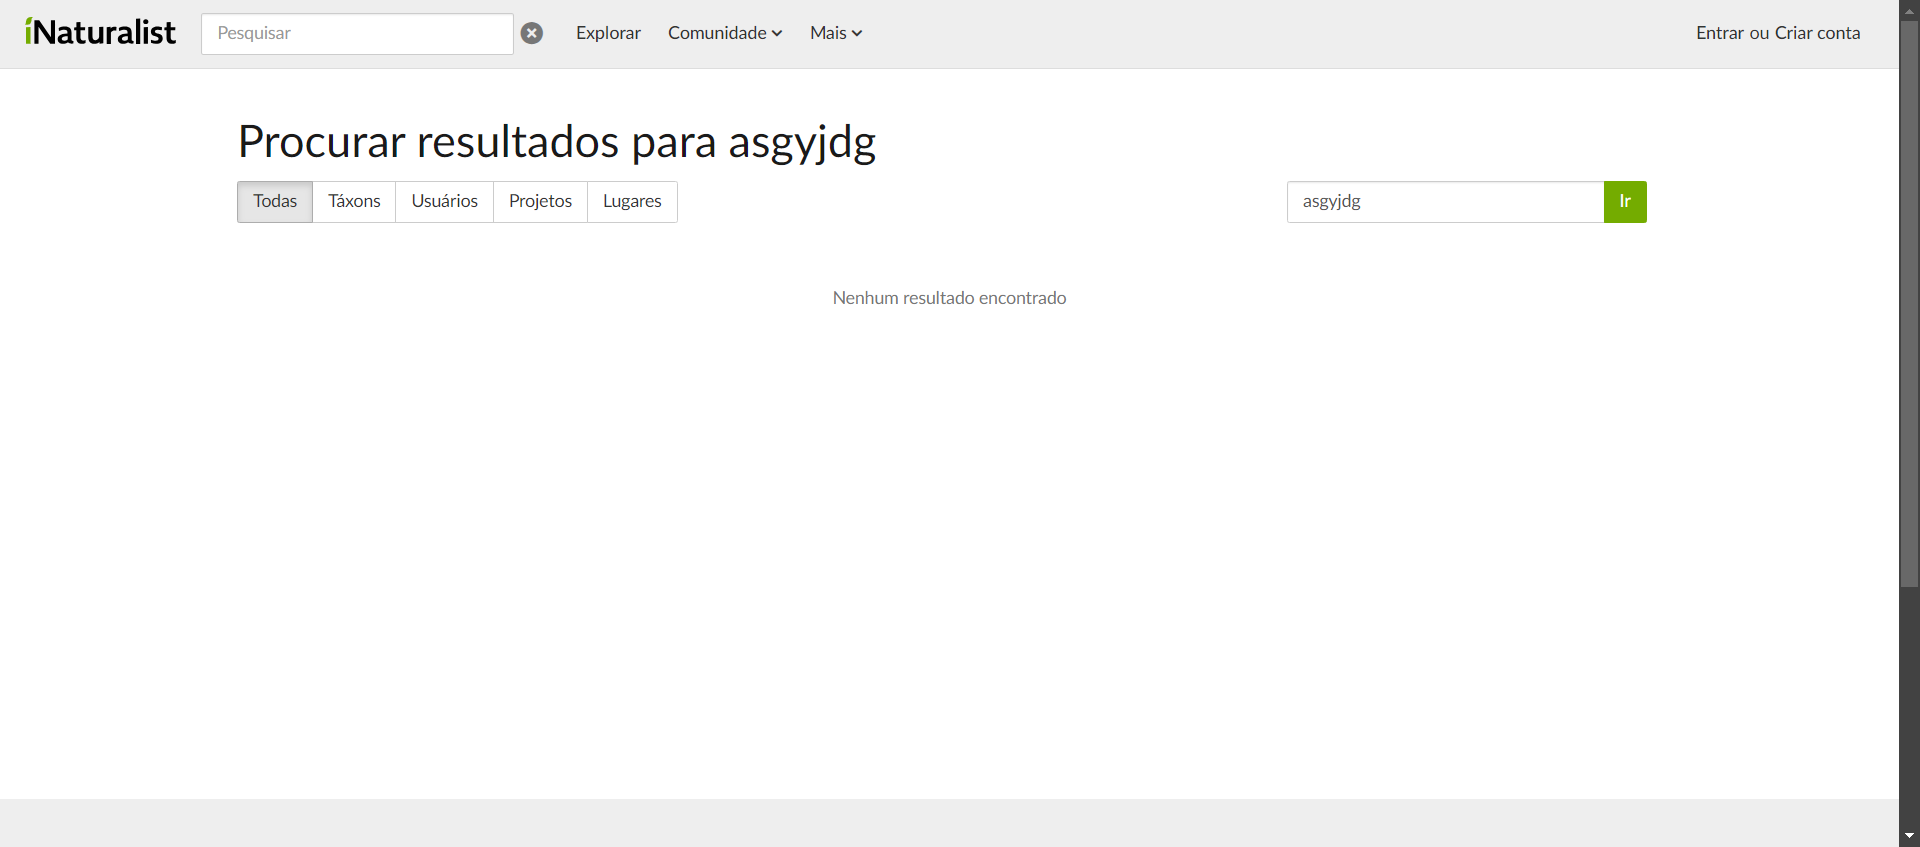 iNaturalist Pesquisar Explorar Comunidade Mais Entrar ou Criar conta
Procurar resultados para asgyjdg
Todas Táxons Usuários Projetos Lugares asgyjdg Ir
Nenhum resultado encontrado